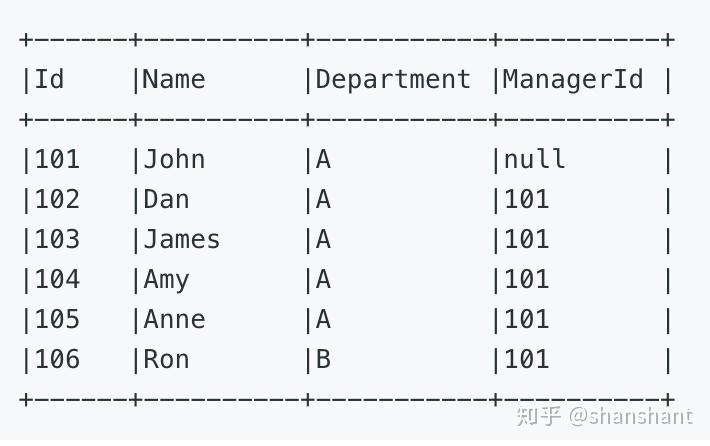 +------+----------+-----------+----------+
|Id    |Name      |Department |ManagerId |
+------+----------+-----------+----------+
|101   |John      |A          |null      |
|102   |Dan       |A          |101       |
|103   |James     |A          |101       |
|104   |Amy       |A          |101       |
|105   |Anne      |A          |101       |
|106   |Ron       |B          |101       |
+------+----------+-----------+----------+
知乎 @shanshant